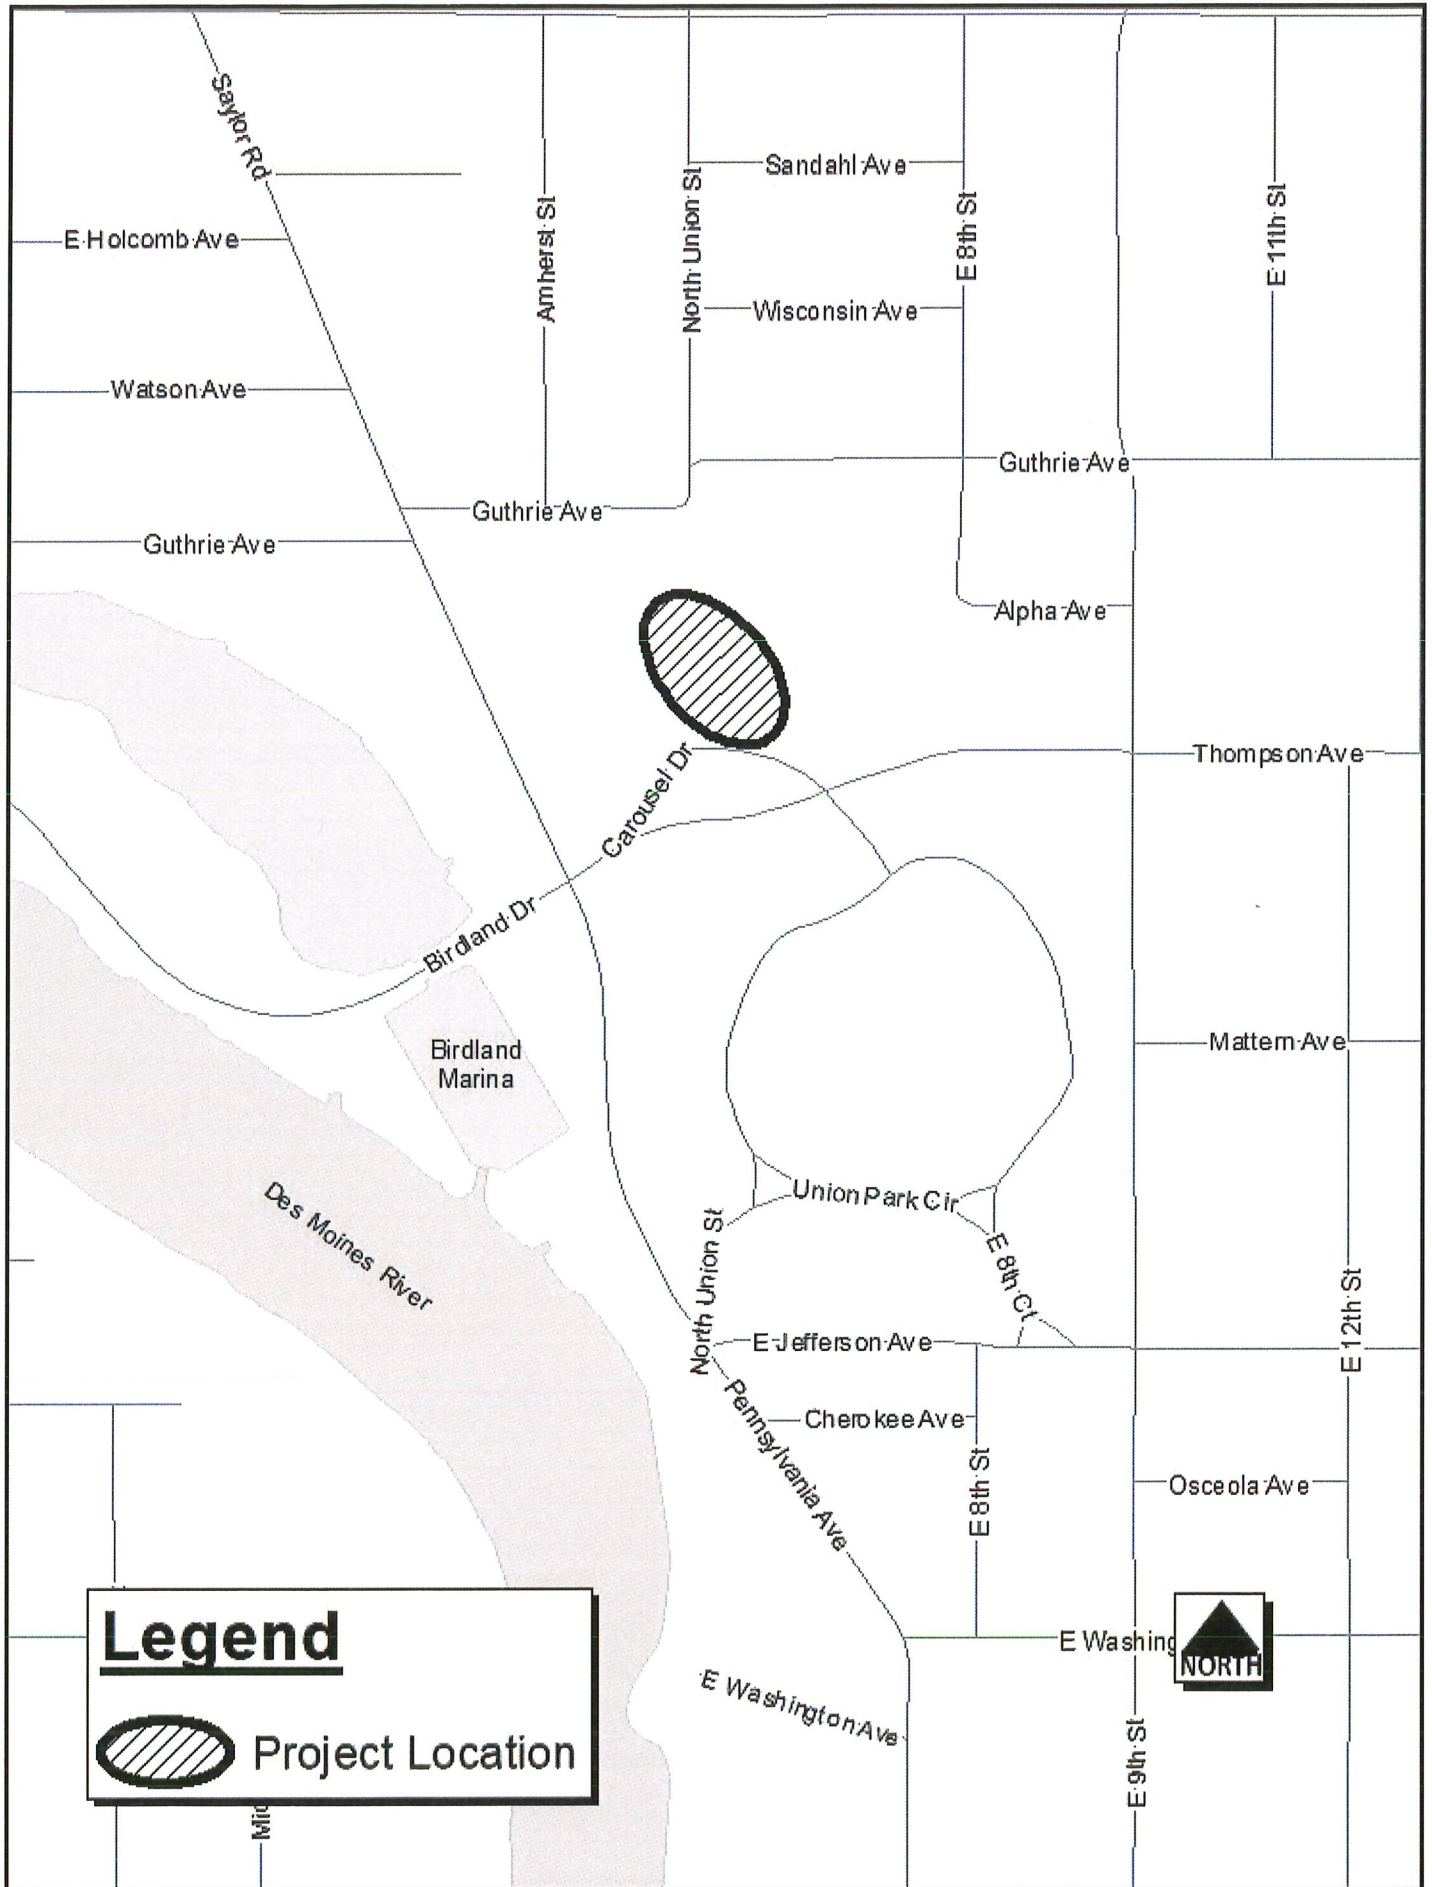 Saylor Rd
Sandahl Ave
Amherst St
North Union St
E 8th St
E 11th St
E Holcomb Ave
Wisconsin Ave
Watson Ave
Guthrie Ave
Guthrie Ave
Guthrie Ave
Alpha Ave
Thompson Ave
Carousel Dr
Birdland Dr
Birdland
Marina
Mattern Ave
Des Moines River
Union Park Cir
North Union St
E 8th Ct
E 12th St
E Jefferson Ave
Pennsylvania Ave
Cherokee Ave
E 8th St
Osceola Ave
E Washing
NORTH
E Washington Ave
E 9th St
Legend
Project Location
Mic